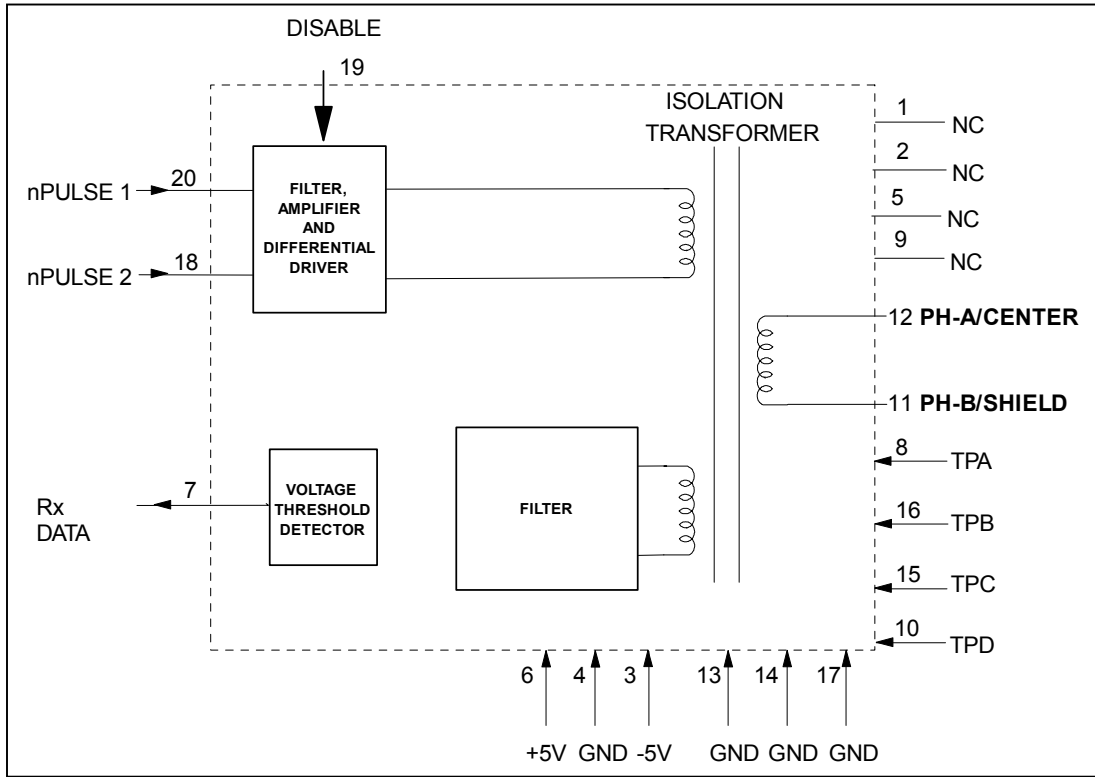 DISABLE
19
ISOLATION
TRANSFORMER
1
NC
2
NC
5
NC
9
NC
nPULSE 1
20
nPULSE 2
18
FILTER,
AMPLIFIER
AND
DIFFERENTIAL
DRIVER
12 PH-A/CENTER
11 PH-B/SHIELD
8
TPA
16
TPB
15
TPC
10
TPD
Rx
DATA
7
VOLTAGE
THRESHOLD
DETECTOR
FILTER
6
4
3
13
14
17
+5V
GND
-5V
GND
GND
GND